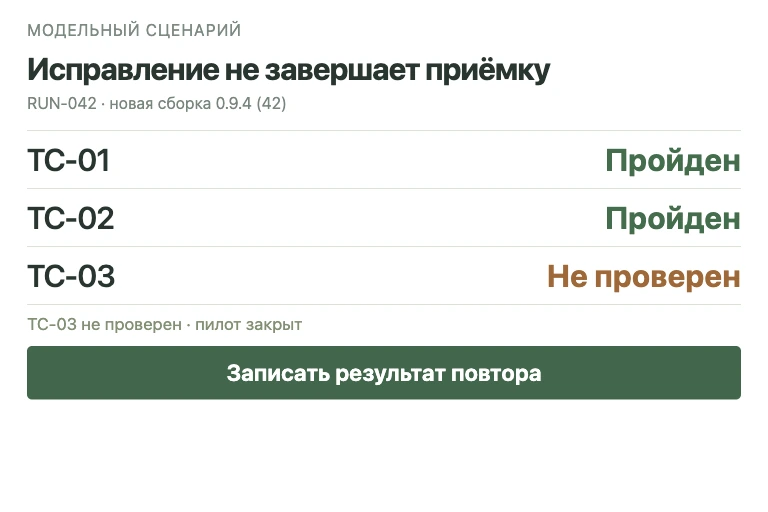 МОДЕЛЬНЫЙ СЦЕНАРИЙ
Исправление не завершает приёмку
RUN-042 · новая сборка 0.9.4 (42)
TC-01 Пройден
TC-02 Пройден
TC-03 Не проверен
TC-03 не проверен · пилот закрыт
Записать результат повтора